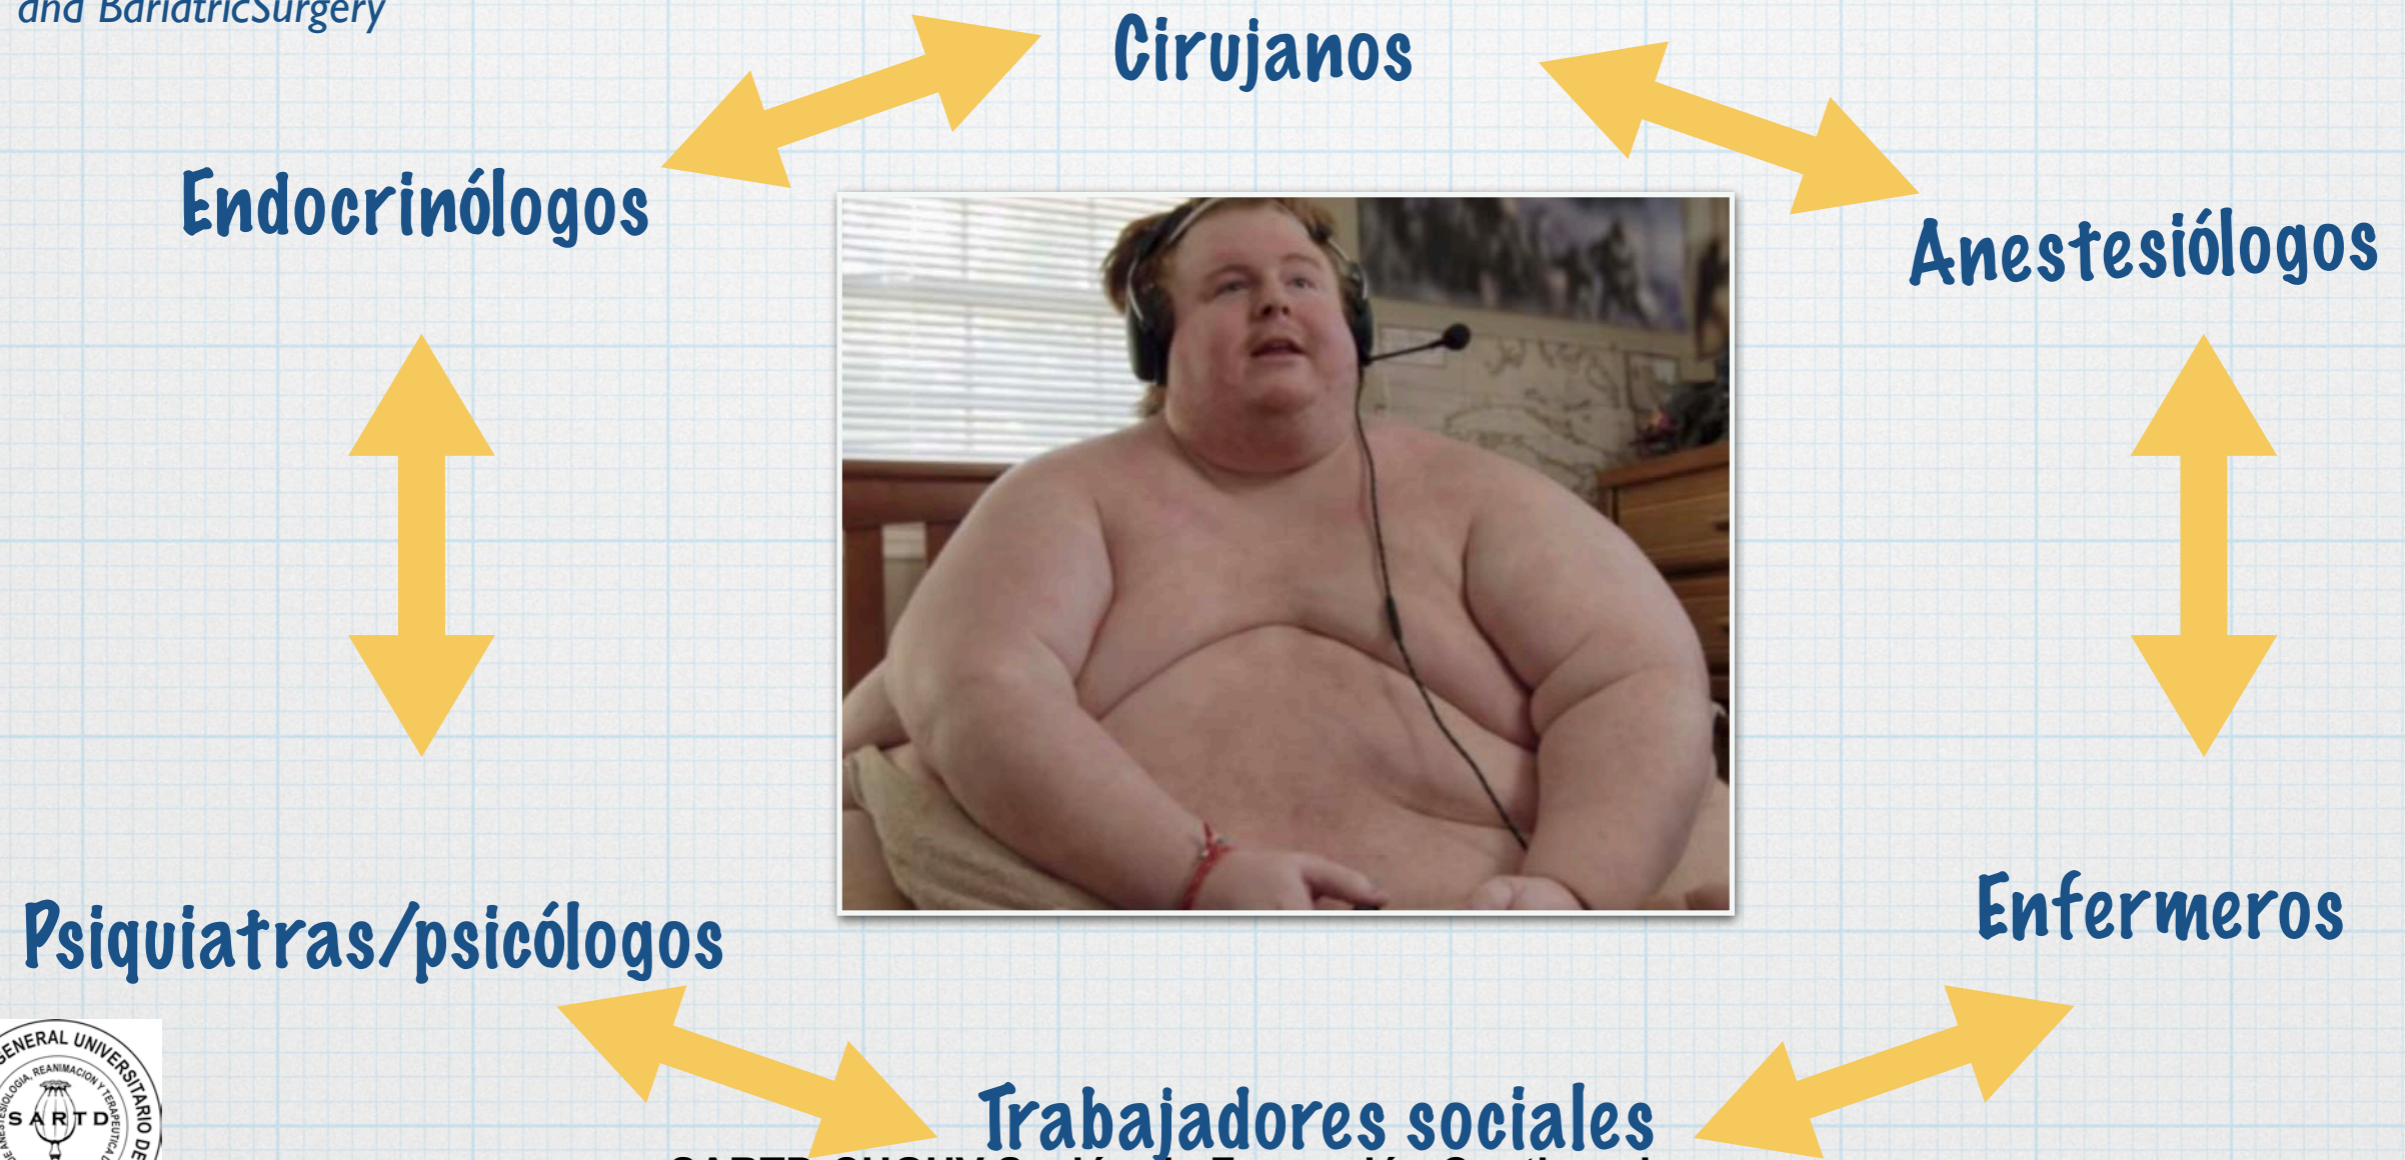 and BariatricSurgery
Cirujanos
Endocrinólogos
Anestesiólogos
Psiquiatras/psicólogos
Enfermeros
Trabajadores sociales
GENERAL UNIVERSITARIO DE
REANIMACION Y TERAPEUTICA
SARTD